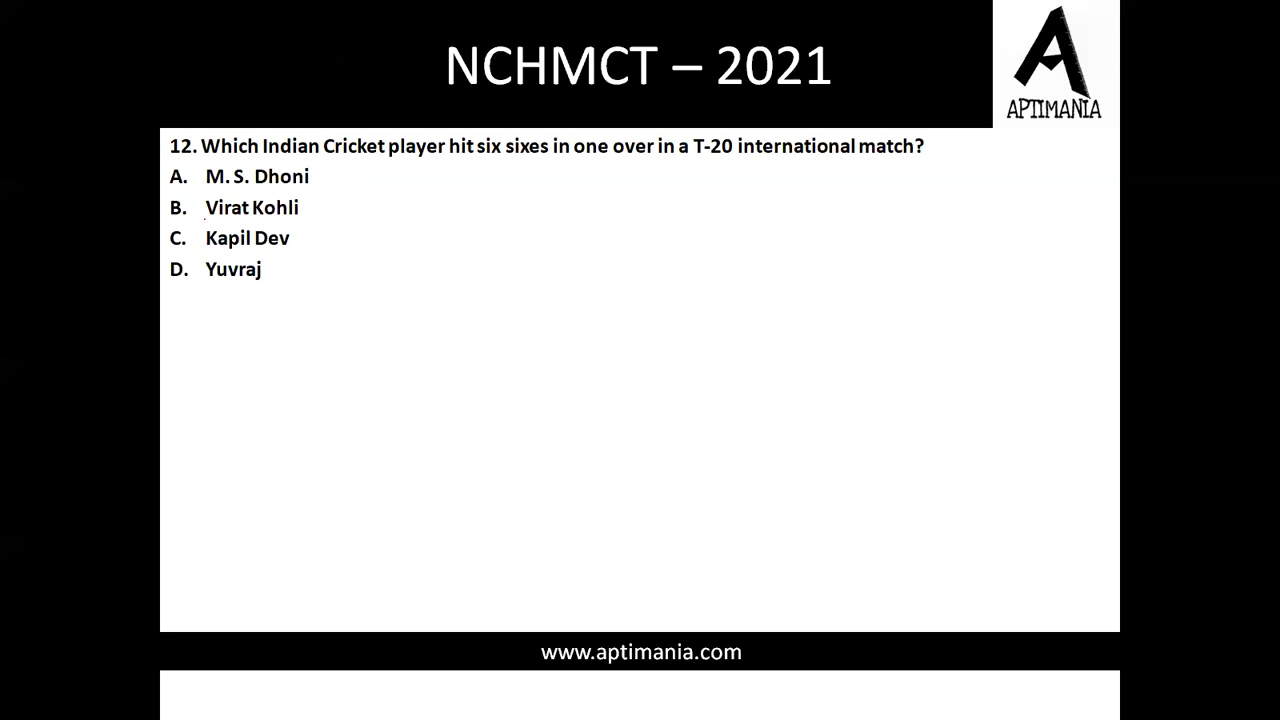 NCHMCT – 2021
APTIMANIA
12. Which Indian Cricket player hit six sixes in one over in a T-20 international match?
A. M. S. Dhoni
B. Virat Kohli
C. Kapil Dev
D. Yuvraj
www.aptimania.com